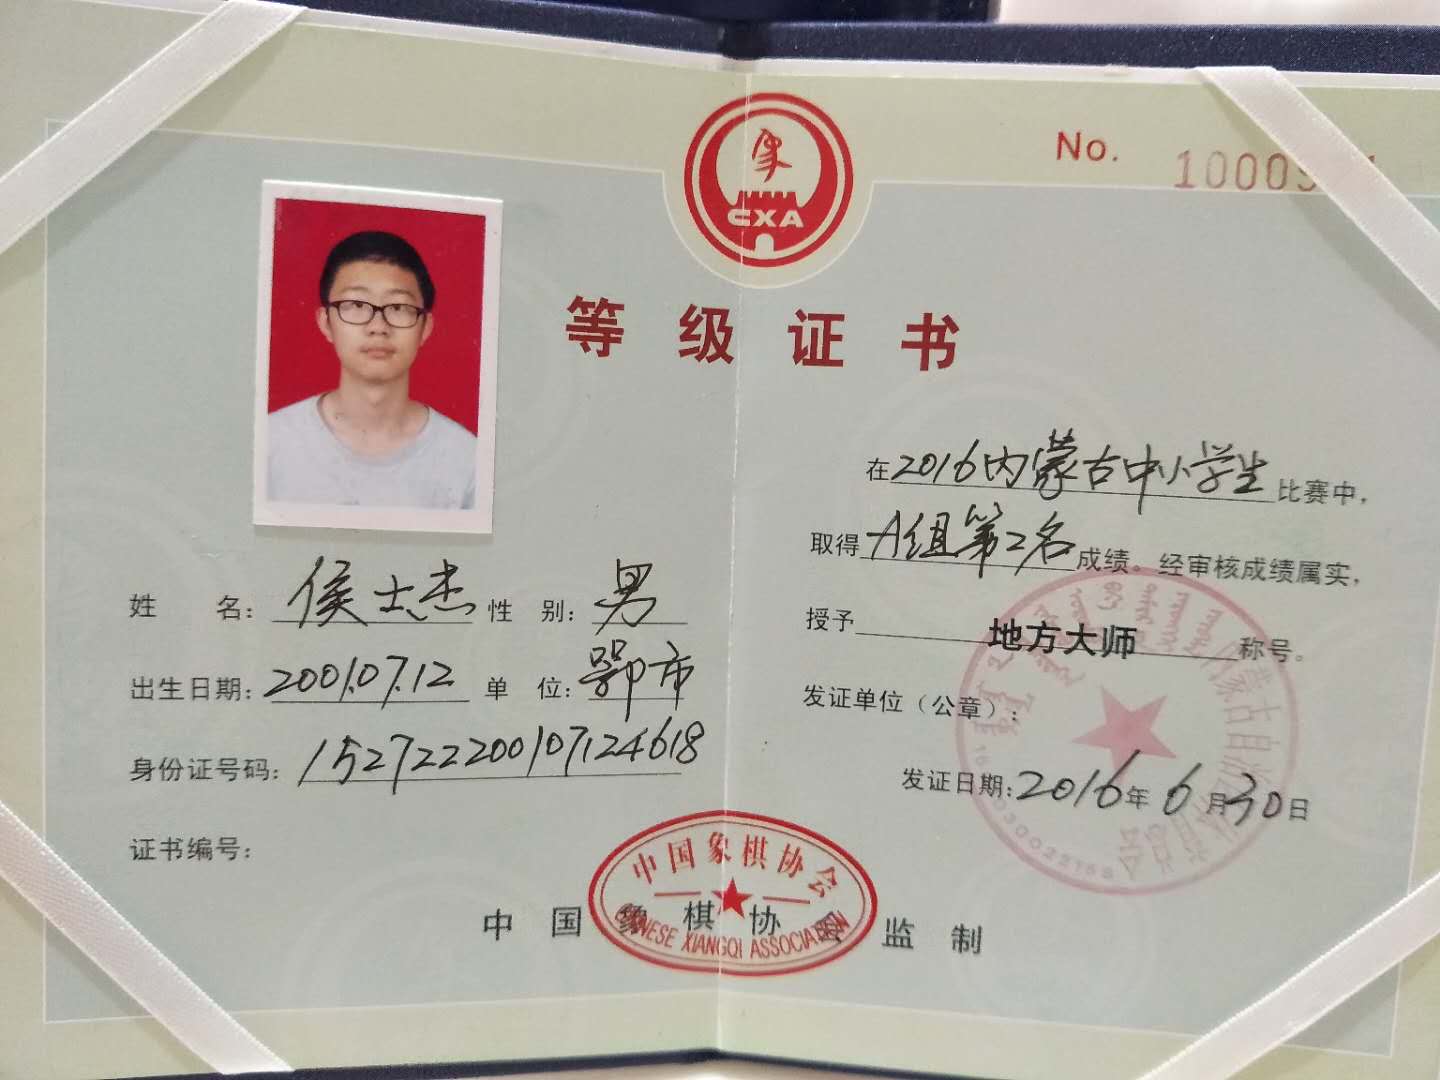 象
CXA
No.
等级证书
姓 名: 侯士杰 性 别: 男
出生日期: 2001.07.12 单 位: 鄂市
身份证号码: 152722200107124618
证书编号:
在2016内蒙古中小学生比赛中,
取得A组第2名成绩。经审核成绩属实,
授予 地方大师 称号。
发证单位(公章):
发证日期: 2016年6月30日
中国象棋协会
CHINESE XIANGQI ASSOCIATION
中国象棋协 监制